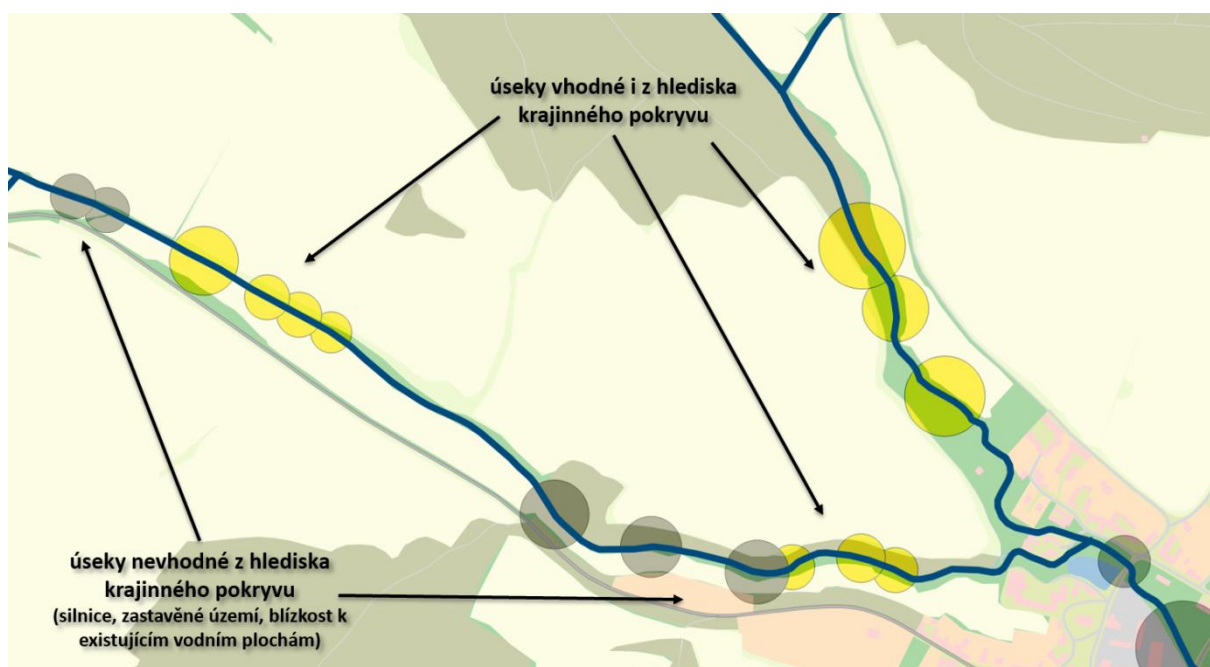 úseky vhodné i z hlediska
krajinného pokryvu
úseky nevhodné z hlediska
krajinného pokryvu
(silnice, zastavěné území, blízkost k
existujícím vodním plochám)